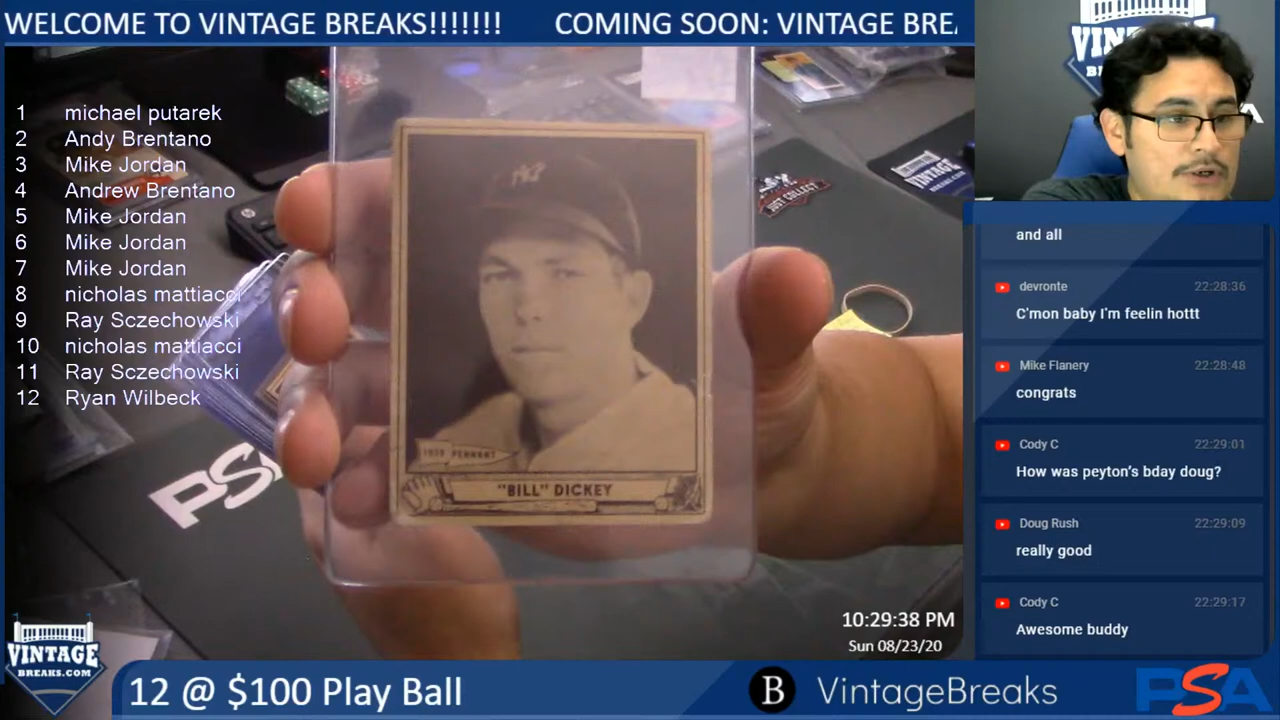 WELCOME TO VINTAGE BREAKS!!!!!!! COMING SOON: VINTAGE BREA
1 michael putarek
2 Andy Brentano
3 Mike Jordan
4 Andrew Brentano
5 Mike Jordan
6 Mike Jordan
7 Mike Jordan
8 nicholas mattiacci
9 Ray Sczechowski
10 nicholas mattiacci
11 Ray Sczechowski
12 Ryan Wilbeck
JUST COLLECT
PSA
1939 PENNANT
"BILL" DICKEY
and all
devronte 22:28:36
C'mon baby I'm feelin hottt
Mike Flanery 22:28:48
congrats
Cody C 22:29:01
How was peyton's bday doug?
Doug Rush 22:29:09
really good
Cody C 22:29:17
Awesome buddy
10:29:38 PM
Sun 08/23/20
VINTAGE
BREAKS.COM
12 @ $100 Play Ball
B VintageBreaks
PSA